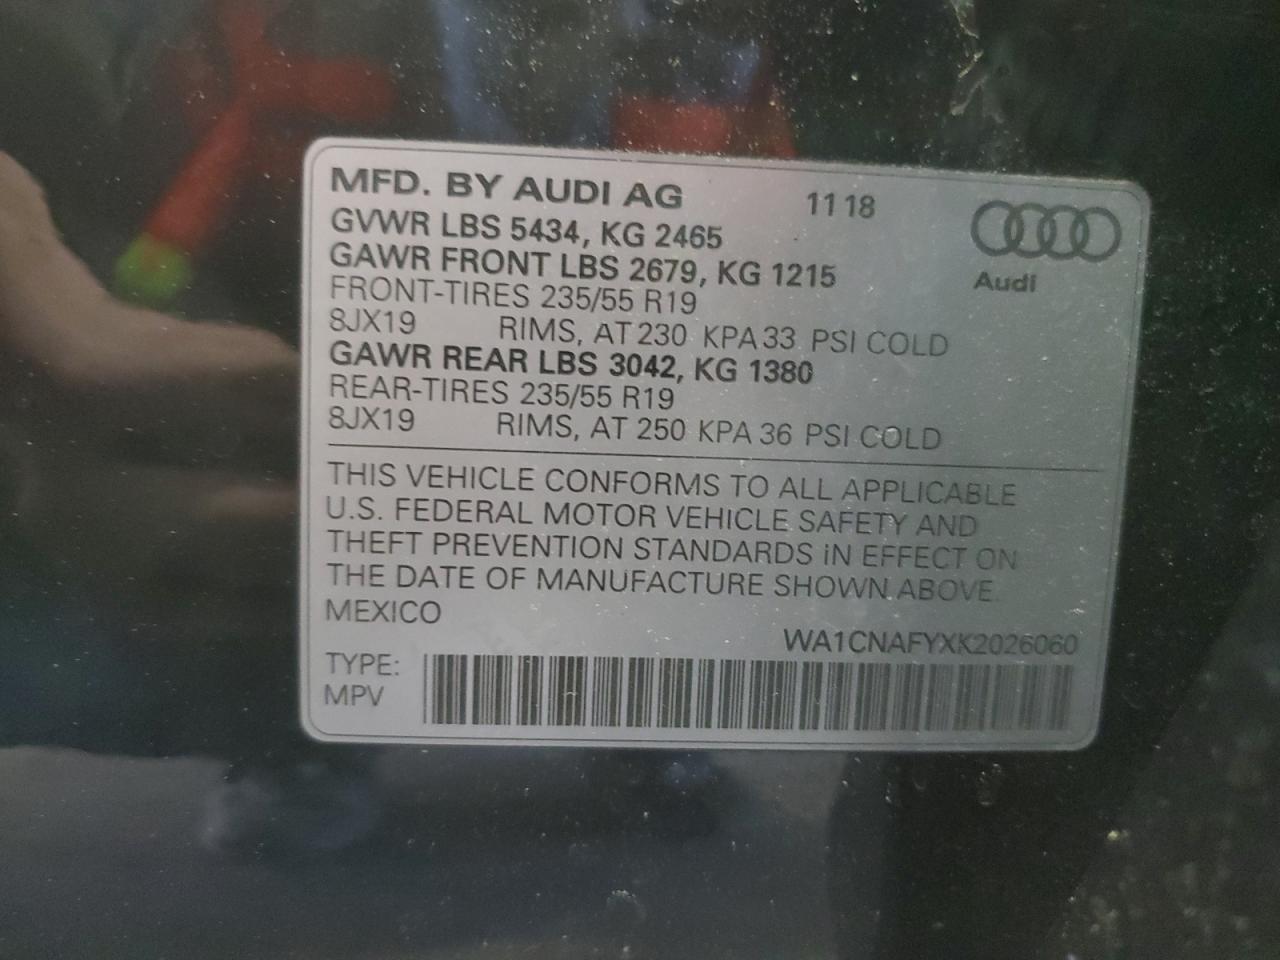 MFD. BY AUDI AG 11 18
GVWR LBS 5434, KG 2465
GAWR FRONT LBS 2679, KG 1215
Audi
FRONT-TIRES 235/55 R19
8JX19 RIMS, AT 230 KPA 33 PSI COLD
GAWR REAR LBS 3042, KG 1380
REAR-TIRES 235/55 R19
8JX19 RIMS, AT 250 KPA 36 PSI COLD
THIS VEHICLE CONFORMS TO ALL APPLICABLE
U.S. FEDERAL MOTOR VEHICLE SAFETY AND
THEFT PREVENTION STANDARDS iN EFFECT ON
THE DATE OF MANUFACTURE SHOWN ABOVE.
MEXICO
WA1CNAFYXK2026060
TYPE:
MPV